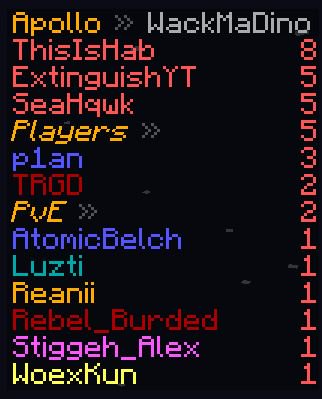 Apollo » WackMaDino
ThisIsHab 8
ExtinguishYT 5
SeaHqwk 5
Players » 5
p1an 3
TRGD 2
PvE » 2
AtomicBelch 1
Luzti 1
Reanii 1
Rebel_Burded 1
Stiggeh_Alex 1
WoexKun 1